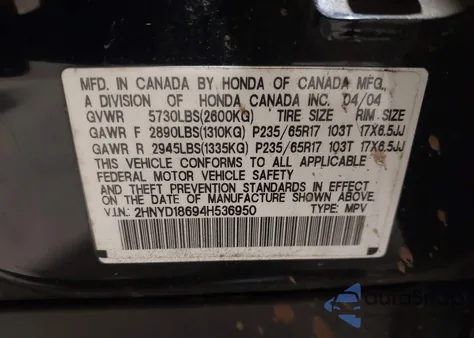 MFD. IN CANADA BY HONDA OF CANADA MFG.,
A DIVISION OF HONDA CANADA INC. 04/04
GVWR 5730LBS(2600KG) TIRE SIZE RIM SIZE
GAWR F 2890LBS(1310KG) P235/65R17 103T 17X6.5JJ
GAWR R 2945LBS(1335KG) P235/65R17 103T 17X6.5JJ
THIS VEHICLE CONFORMS TO ALL APPLICABLE
FEDERAL MOTOR VEHICLE SAFETY
AND THEFT PREVENTION STANDARDS IN EFFECT
ON THE DATE OF MANUFACTURE SHOWN ABOVE.
V.I.N.: 2HNYD18694H536950 TYPE: MPV